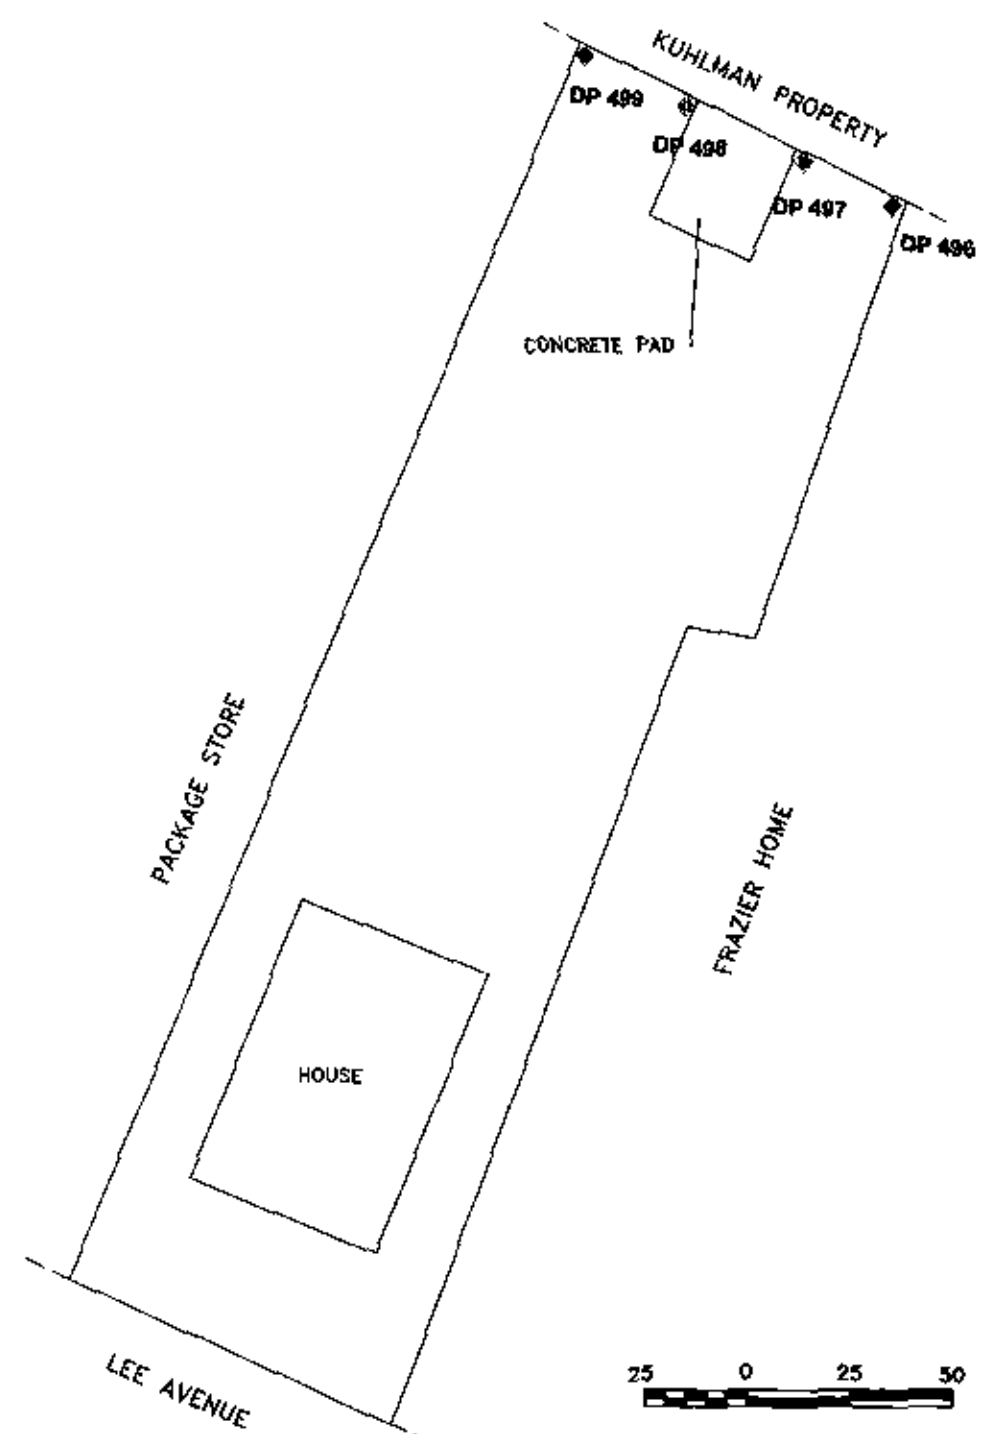 KUHLMAN PROPERTY
DP 499
DP 498
DP 497
DP 496
CONCRETE PAD
PACKAGE STORE
FRAZIER HOME
HOUSE
LEE AVENUE
25 0 25 50